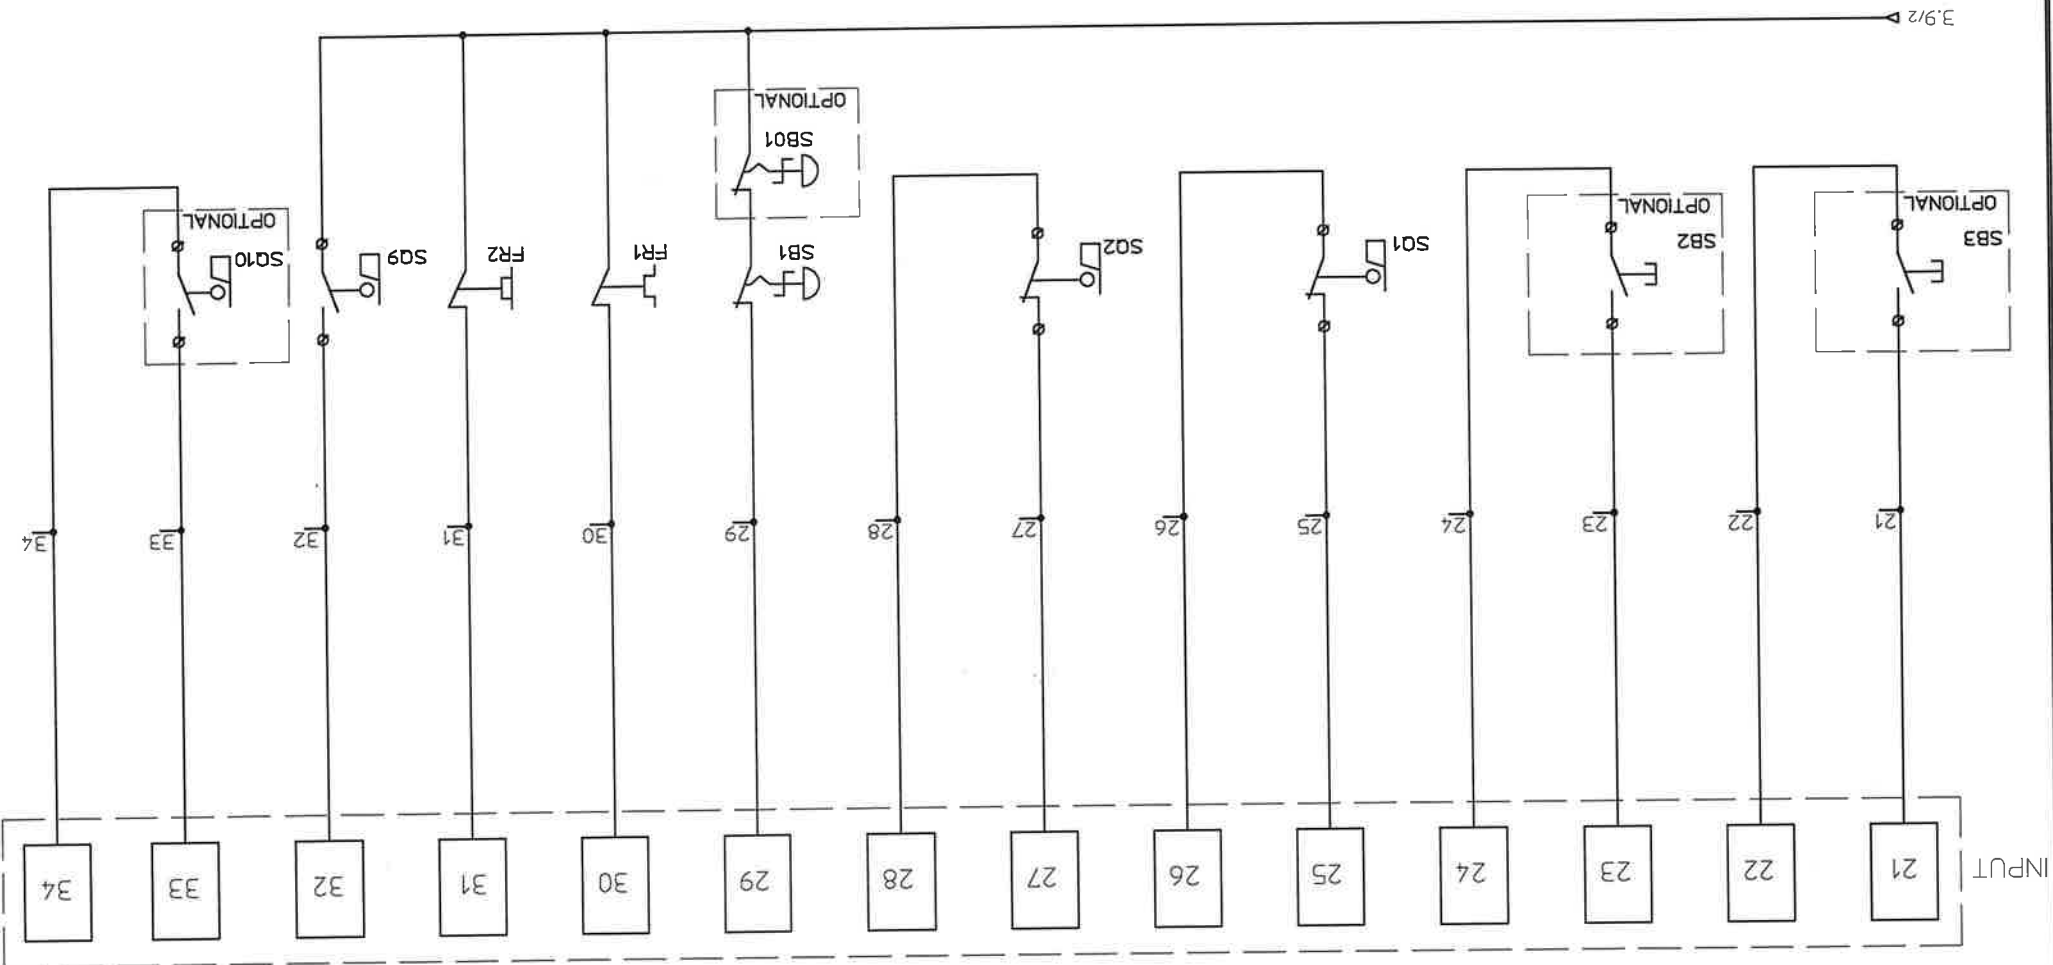 INPUT
21
22
23
24
25
26
27
28
29
30
31
32
33
34
21
22
23
24
25
26
27
28
29
30
31
32
33
34
SB3
OPTIONAL
SB2
OPTIONAL
SQ1
SQ2
SB1
SB01
OPTIONAL
FR1
FR2
SQ9
SQ10
OPTIONAL
3.9/2